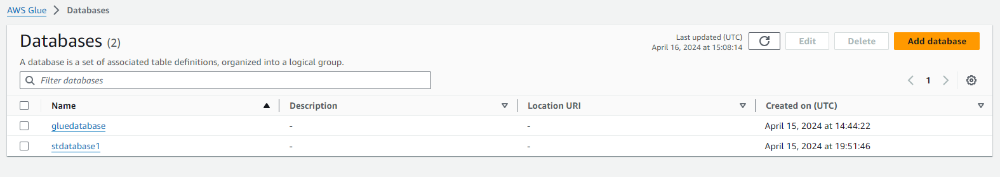 AWS Glue > Databases
Databases (2)
Last updated (UTC)
April 16, 2024 at 15:08:14
Edit
Delete
Add database
A database is a set of associated table definitions, organized into a logical group.
Filter databases
1
Name Description Location URI Created on (UTC)
gluedatabase - - April 15, 2024 at 14:44:22
stdatabase1 - - April 15, 2024 at 19:51:46